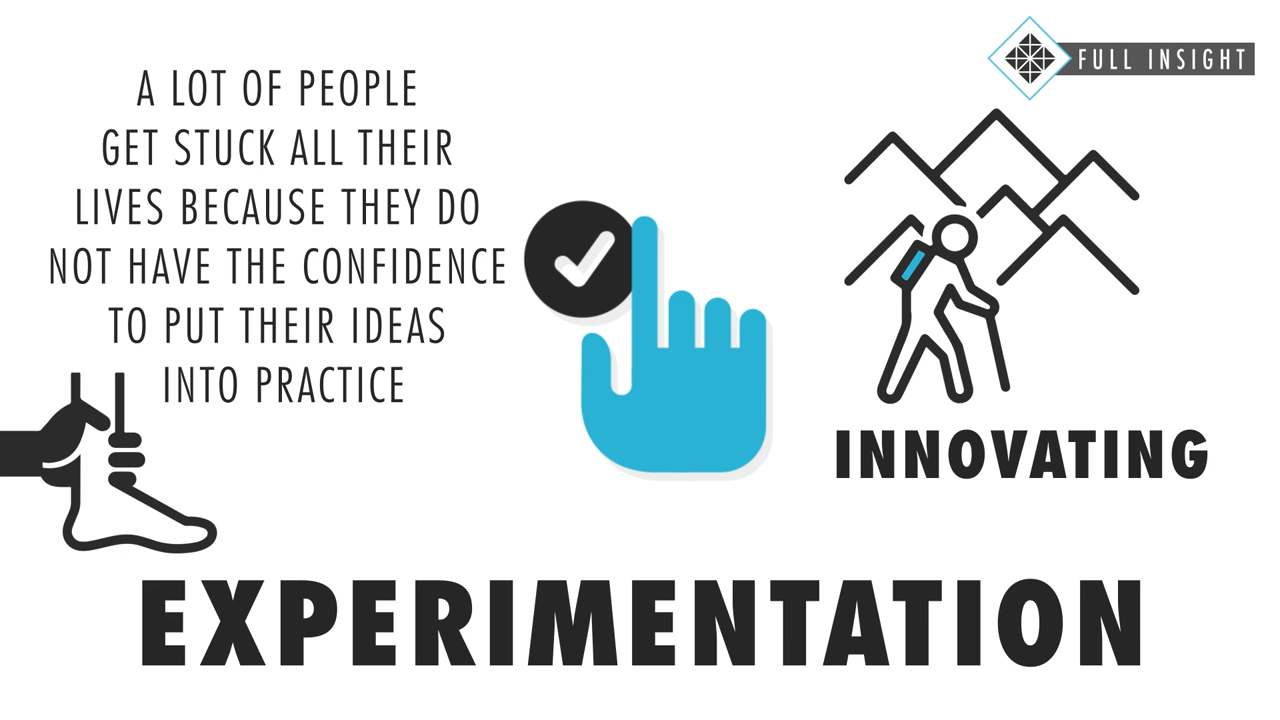 FULL INSIGHT
A LOT OF PEOPLE
GET STUCK ALL THEIR
LIVES BECAUSE THEY DO
NOT HAVE THE CONFIDENCE
TO PUT THEIR IDEAS
INTO PRACTICE
INNOVATING
EXPERIMENTATION